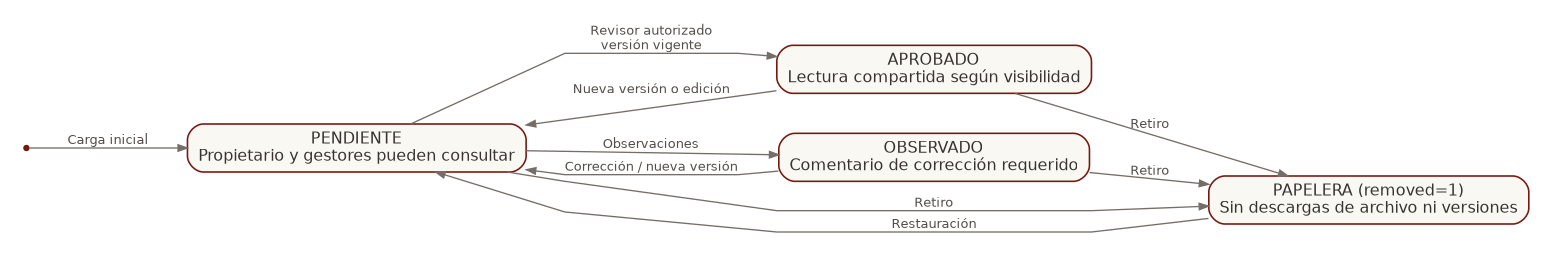 Revisor autorizado
versión vigente
APROBADO
Lectura compartida según visibilidad
Nueva versión o edición
Retiro
Carga inicial
PENDIENTE
Propietario y gestores pueden consultar
Observaciones
OBSERVADO
Comentario de corrección requerido
Corrección / nueva versión
Retiro
PAPELERA (removed=1)
Sin descargas de archivo ni versiones
Retiro
Restauración